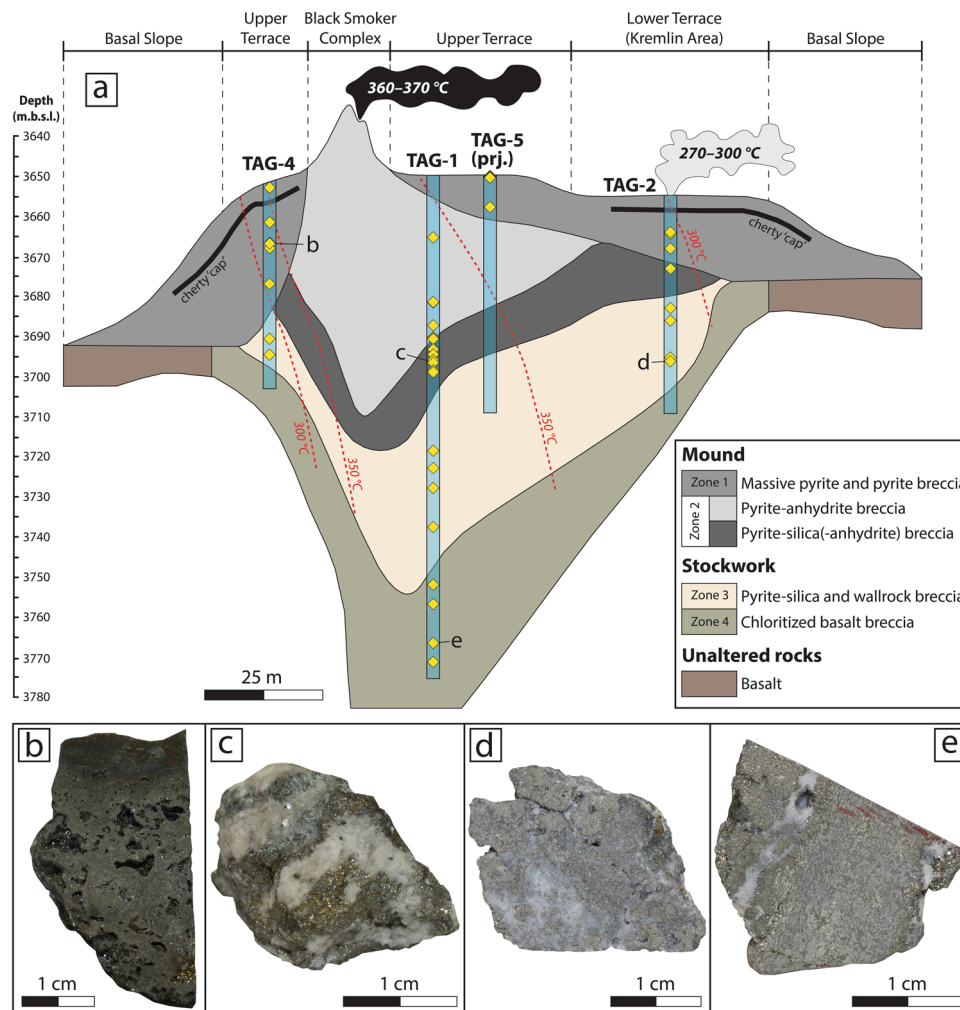 Basal Slope
Upper
Terrace
Black Smoker
Complex
Upper Terrace
Lower Terrace
(Kremlin Area)
Basal Slope
a
360–370 °C
Depth
(m.b.s.l.)
3640
3650
3660
3670
3680
3690
3700
3710
3720
3730
3740
3750
3760
3770
3780
TAG-4
TAG-1
TAG-5
(prj.)
TAG-2
270–300 °C
cherty 'cap'
cherty 'cap'
b
c
d
e
300 °C
350 °C
350 °C
300 °C
25 m
Mound
Zone 1 Massive pyrite and pyrite breccia
Zone 2
Pyrite-anhydrite breccia
Pyrite-silica(-anhydrite) breccia
Stockwork
Zone 3 Pyrite-silica and wallrock breccia
Zone 4 Chloritized basalt breccia
Unaltered rocks
Basalt
b
1 cm
c
1 cm
d
1 cm
e
1 cm